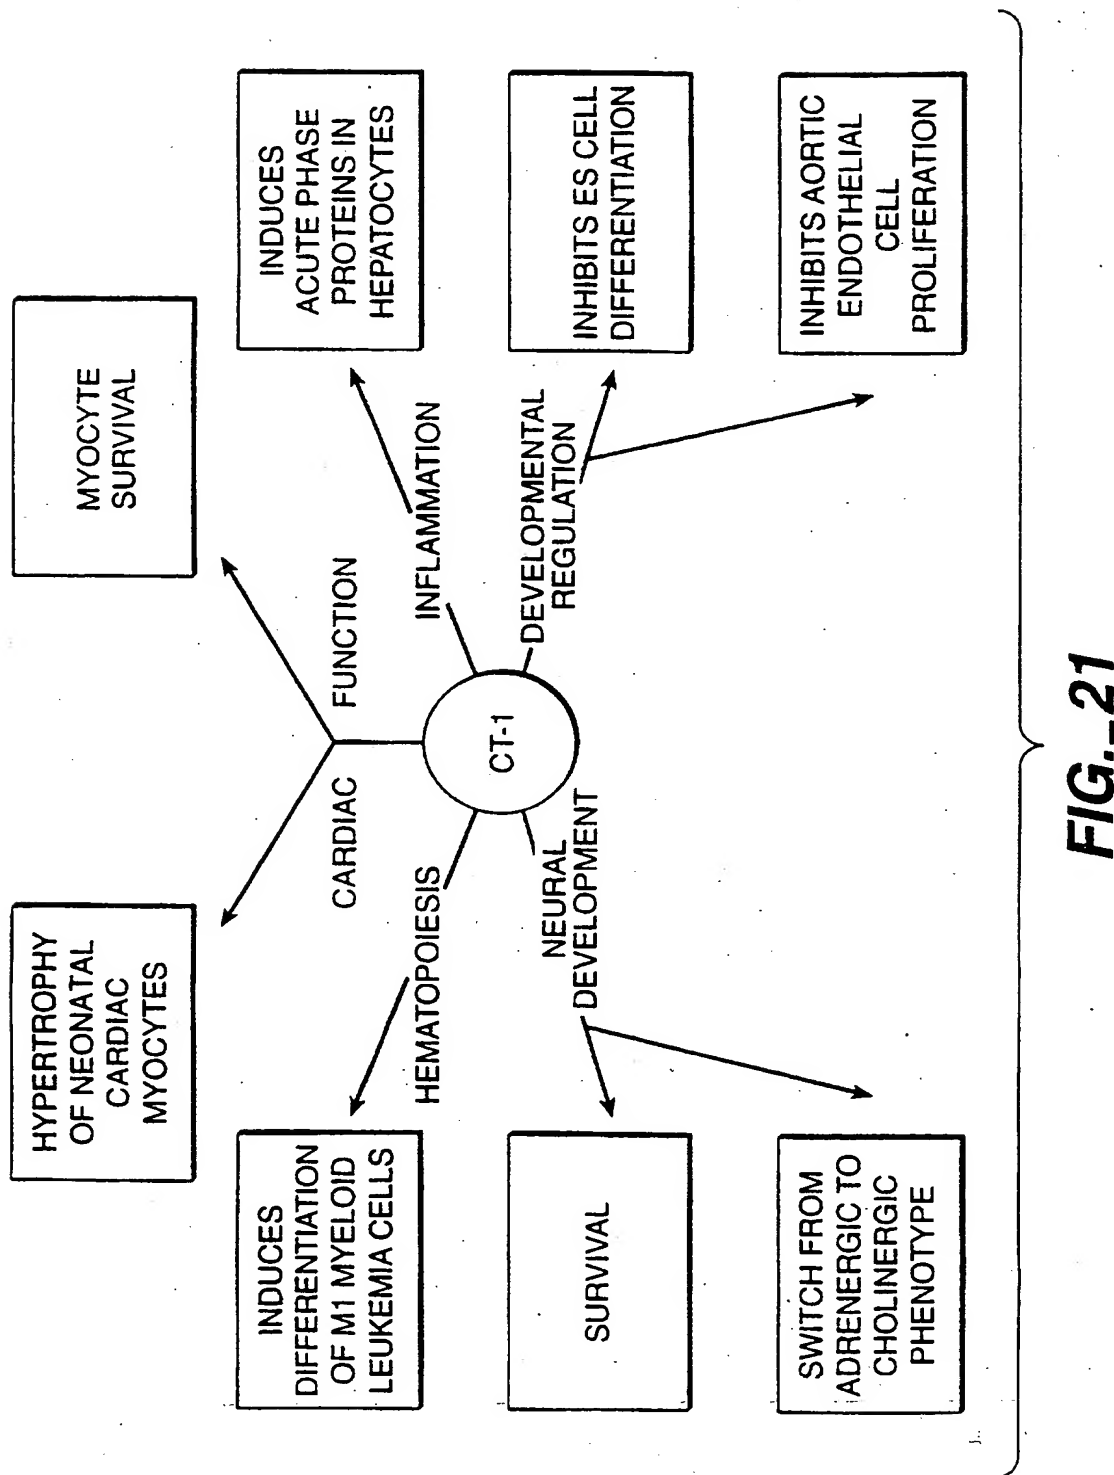 HYPERTROPHY
OF NEONATAL
CARDIAC
MYOCYTES
MYOCYTE
SURVIVAL
CARDIAC
FUNCTION
INDUCES
DIFFERENTIATION
OF M1 MYELOID
LEUKEMIA CELLS
HEMATOPOIESIS
INFLAMMATION
INDUCES
ACUTE PHASE
PROTEINS IN
HEPATOCYTES
CT-1
SURVIVAL
NEURAL
DEVELOPMENT
DEVELOPMENTAL
REGULATION
INHIBITS ES CELL
DIFFERENTIATION
SWITCH FROM
ADRENERGIC TO
CHOLINERGIC
PHENOTYPE
INHIBITS AORTIC
ENDOTHELIAL
CELL
PROLIFERATION
FIG._21